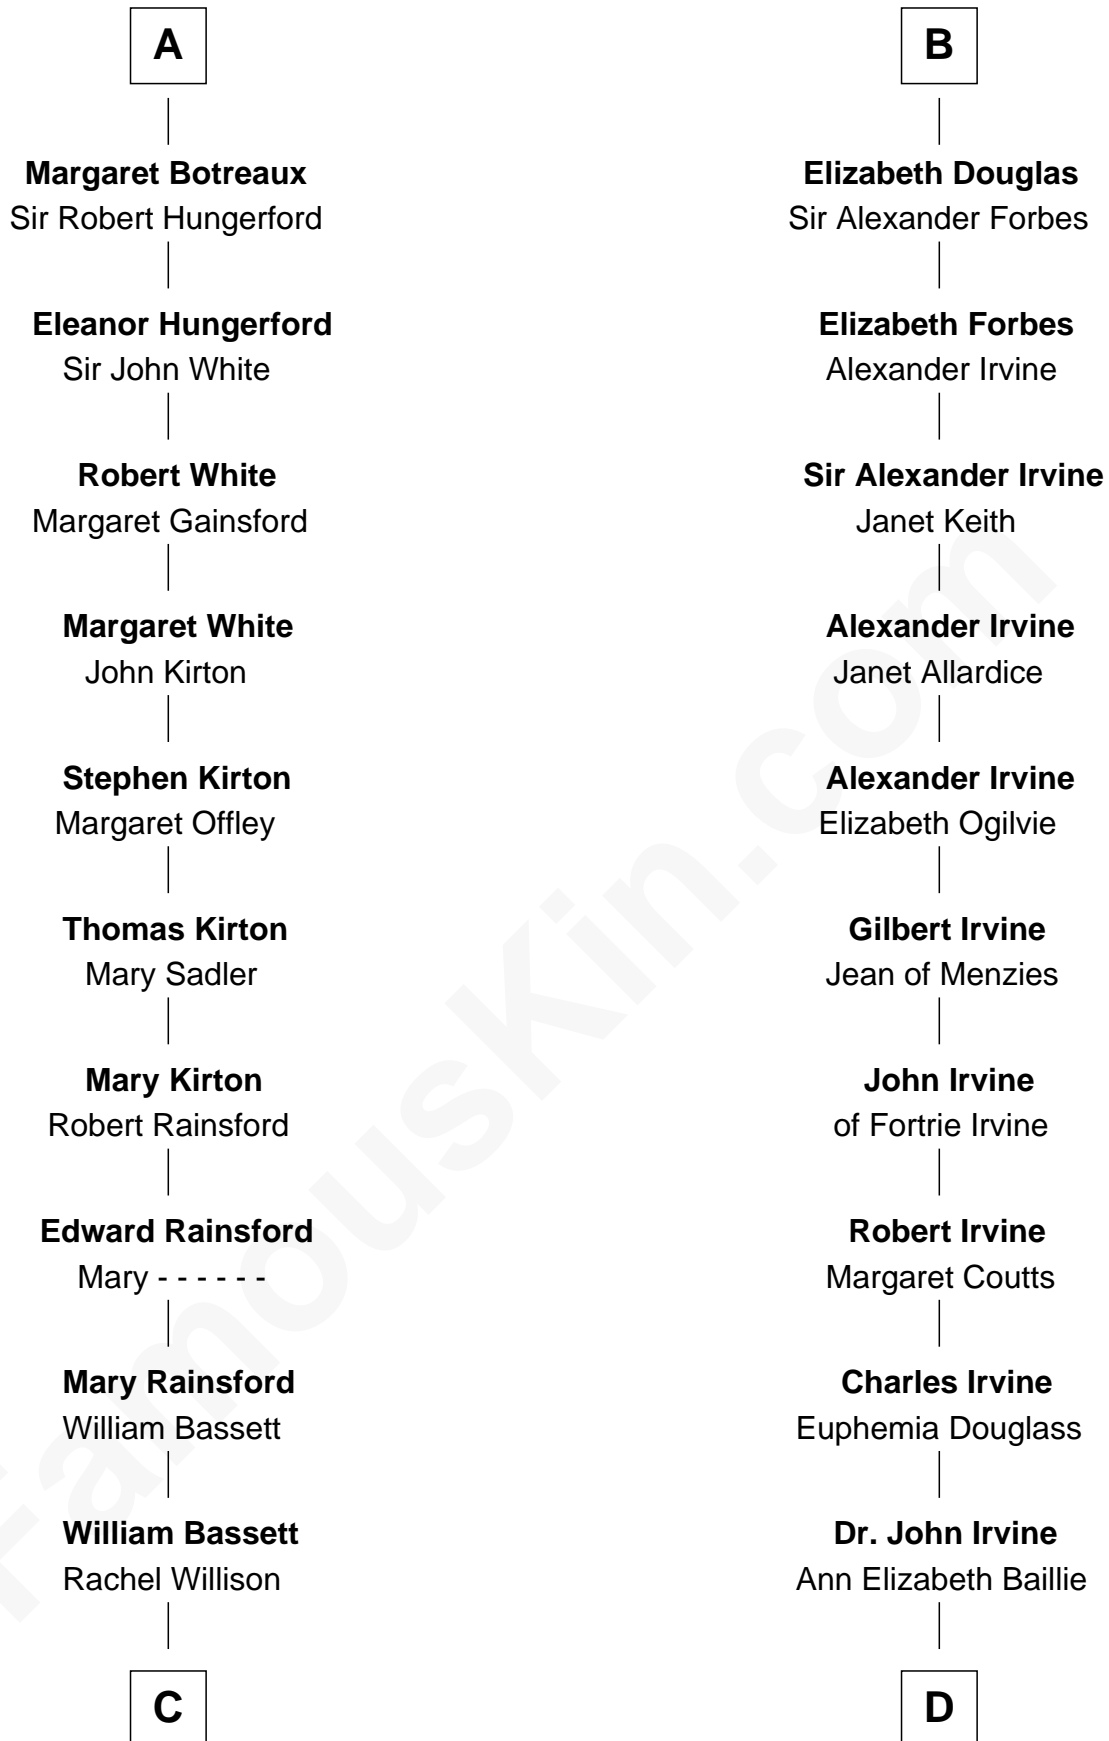 A
Margaret Botreaux
Sir Robert Hungerford
Eleanor Hungerford
Sir John White
Robert White
Margaret Gainsford
Margaret White
John Kirton
Stephen Kirton
Margaret Offley
Thomas Kirton
Mary Sadler
Mary Kirton
Robert Rainsford
Edward Rainsford
Mary - - - - - -
Mary Rainsford
William Bassett
William Bassett
Rachel Willison
C
B
Elizabeth Douglas
Sir Alexander Forbes
Elizabeth Forbes
Alexander Irvine
Sir Alexander Irvine
Janet Keith
Alexander Irvine
Janet Allardice
Alexander Irvine
Elizabeth Ogilvie
Gilbert Irvine
Jean of Menzies
John Irvine
of Fortrie Irvine
Robert Irvine
Margaret Coutts
Charles Irvine
Euphemia Douglass
Dr. John Irvine
Ann Elizabeth Baillie
D
FamousKin.com